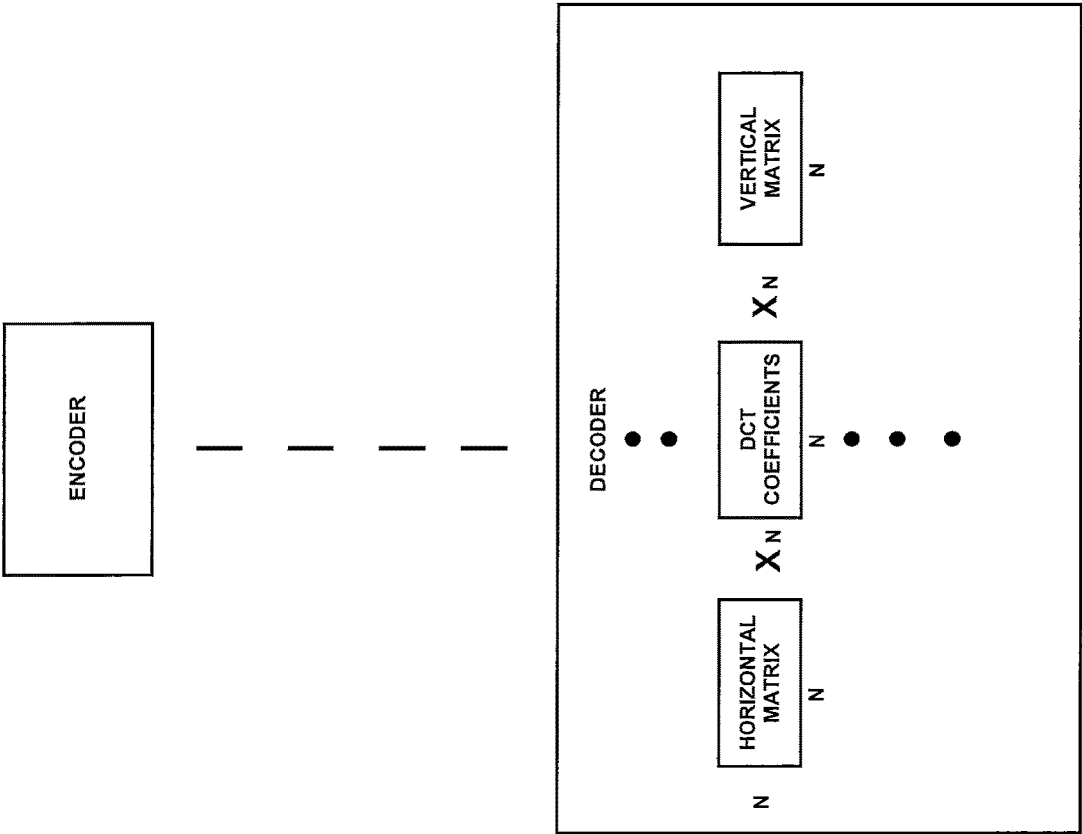 ENCODER
DECODER
N
HORIZONTAL
MATRIX
N
X N
DCT
COEFFICIENTS
N
X N
VERTICAL
MATRIX
N